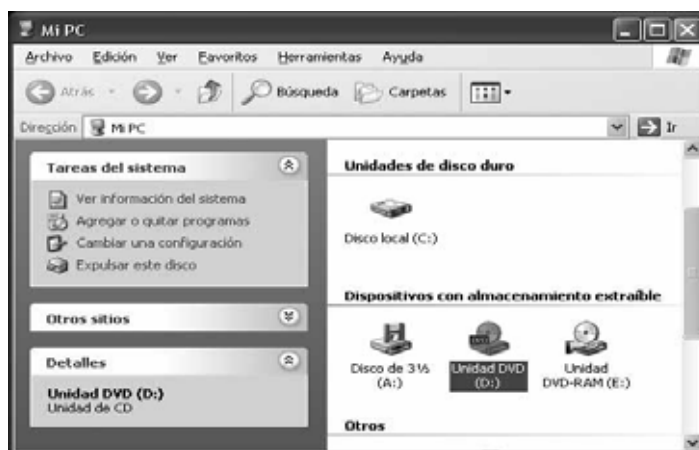 Mi PC
Archivo Edición Ver Favoritos Herramientas Ayuda
Atrás Búsqueda Carpetas
Dirección Mi PC Ir
Tareas del sistema
Ver información del sistema
Agregar o quitar programas
Cambiar una configuración
Expulsar este disco
Otros sitios
Detalles
Unidad DVD (D:)
Unidad de CD
Unidades de disco duro
Disco local (C:)
Dispositivos con almacenamiento extraíble
Disco de 3½ (A:)
Unidad DVD (D:)
Unidad DVD-RAM (E:)
Otros